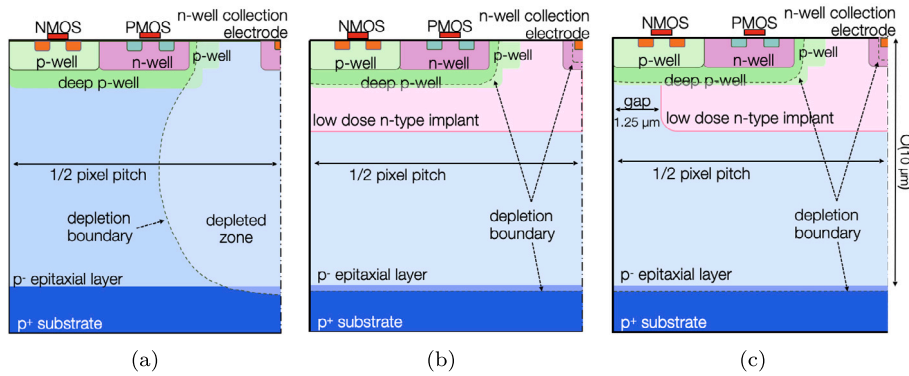 NMOS
PMOS
n-well collection
electrode
p-well
n-well
p-well
deep p-well
1/2 pixel pitch
depletion
boundary
depleted
zone
p- epitaxial layer
p+ substrate
(a)
NMOS
PMOS
n-well collection
electrode
p-well
n-well
p-well
deep p-well
low dose n-type implant
1/2 pixel pitch
depletion
boundary
p- epitaxial layer
p+ substrate
(b)
NMOS
PMOS
n-well collection
electrode
p-well
n-well
p-well
deep p-well
gap
1.25 μm
low dose n-type implant
1/2 pixel pitch
depletion
boundary
p- epitaxial layer
p+ substrate
O(10 μm)
(c)